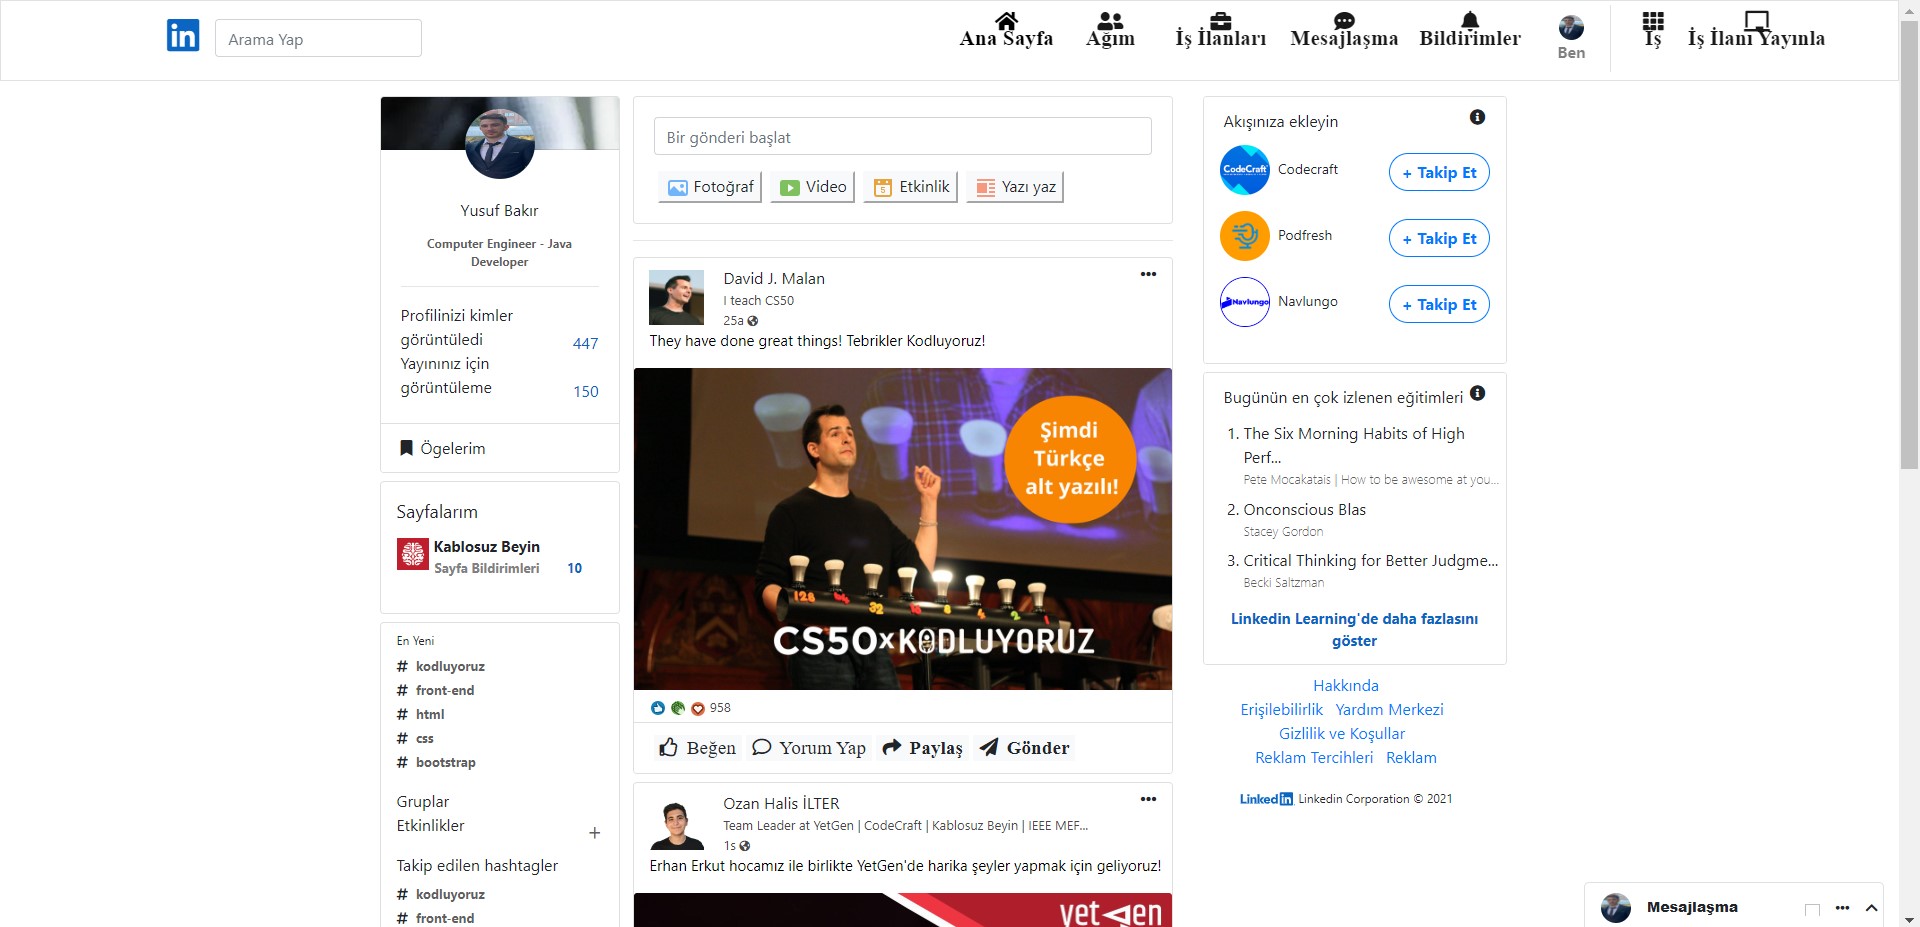 in
Arama Yap
Ana Sayfa
Ağım
İş İlanları
Mesajlaşma
Bildirimler
Ben
İş
İş İlanı Yayınla
Yusuf Bakır
Computer Engineer - Java
Developer
Profilinizi kimler
görüntüledi
447
Yayınınız için
görüntüleme
150
Ögelerim
Sayfalarım
Kablosuz Beyin
Sayfa Bildirimleri 10
En Yeni
# kodluyoruz
# front-end
# html
# css
# bootstrap
Gruplar
Etkinlikler
+
Takip edilen hashtagler
# kodluyoruz
# front-end
Bir gönderi başlat
Fotoğraf
Video
5 Etkinlik
Yazı yaz
David J. Malan
I teach CS50
25a
They have done great things! Tebrikler Kodluyoruz!
Şimdi
Türkçe
alt yazılı!
128 64 32 16 8 4 2 1
CS50xKODLUYORUZ
958
Beğen
Yorum Yap
Paylaş
Gönder
Ozan Halis İLTER
Team Leader at YetGen | CodeCraft | Kablosuz Beyin | IEEE MEF...
1s
Erhan Erkut hocamız ile birlikte YetGen'de harika şeyler yapmak için geliyoruz!
yetgen
Akışınıza ekleyin
CodeCraft
Codecraft
+ Takip Et
Podfresh
+ Takip Et
Navlungo
Navlungo
+ Takip Et
Bugünün en çok izlenen eğitimleri
1. The Six Morning Habits of High
Perf...
Pete Mocakatais | How to be awesome at you...
2. Onconscious Blas
Stacey Gordon
3. Critical Thinking for Better Judgme...
Becki Saltzman
Linkedin Learning'de daha fazlasını
göster
Hakkında
Erişilebilirlik Yardım Merkezi
Gizlilik ve Koşullar
Reklam Tercihleri Reklam
Linkedin Linkedin Corporation © 2021
Mesajlaşma